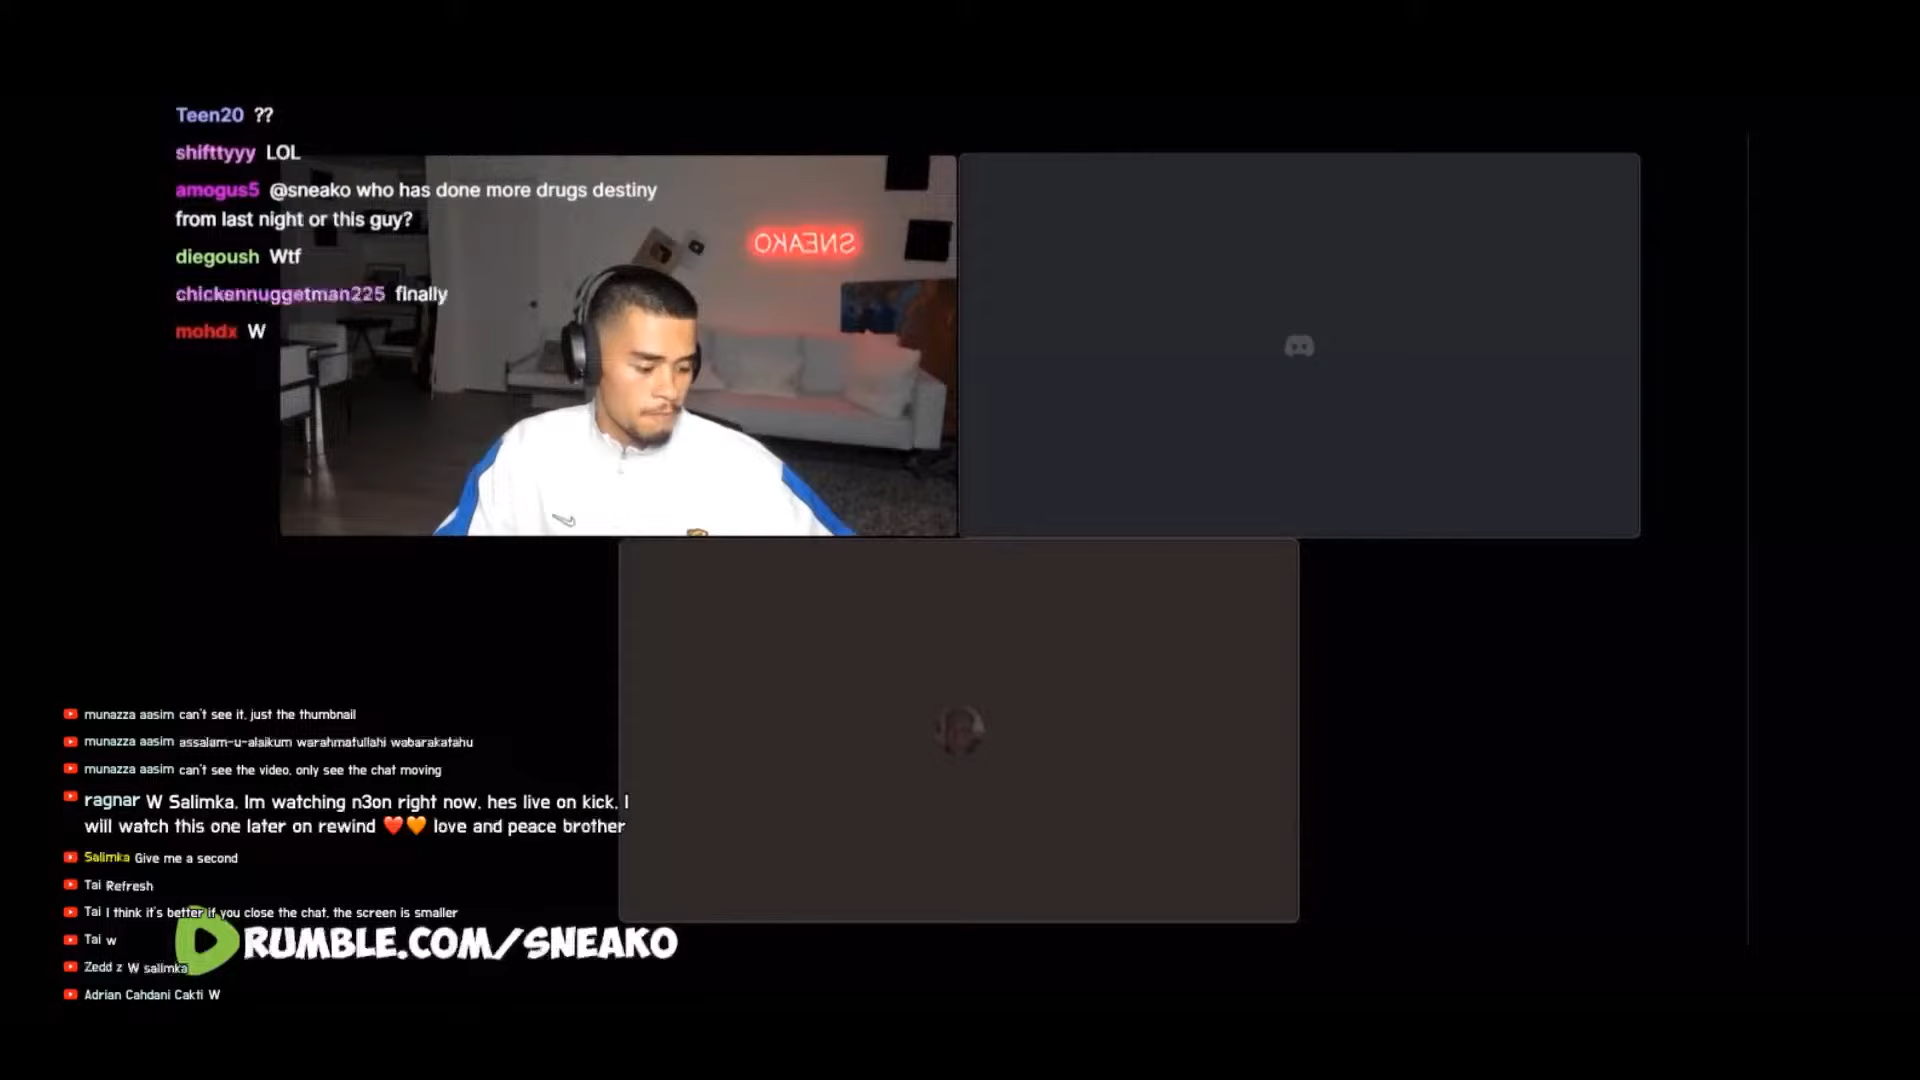 Teen20 ??
shifttyyy LOL
amogus5 @sneako who has done more drugs destiny
from last night or this guy?
diegoush Wtf
chickennuggetman225 finally
mohdx W
SNEAKO
munazza aasim can't see it, just the thumbnail
munazza aasim assalam-u-alaikum warahmatullahi wabarakatahu
munazza aasim can't see the video, only see the chat moving
ragnar W Salimka, Im watching n3on right now, hes live on kick, I
will watch this one later on rewind ❤️🧡 love and peace brother
Salimka Give me a second
Tai Refresh
Tai I think it's better if you close the chat, the screen is smaller
Tai w
RUMBLE.COM/SNEAKO
Zedd z W salimka
Adrian Cahdani Cakti W